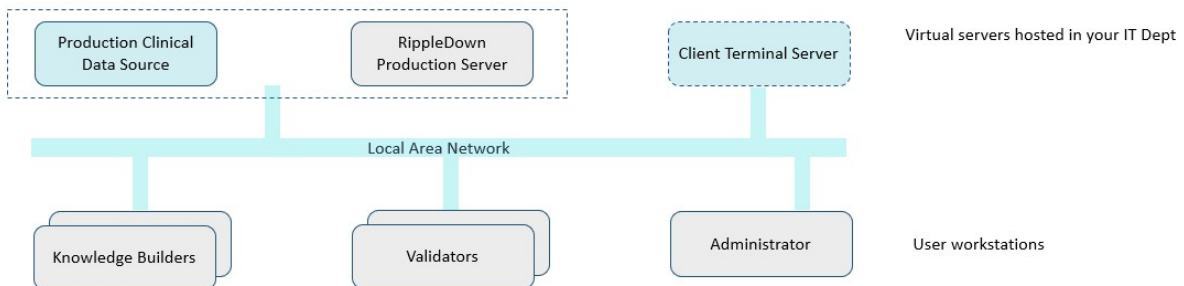 Production Clinical
Data Source
RippleDown
Production Server
Client Terminal Server
Virtual servers hosted in your IT Dept
Local Area Network
Knowledge Builders
Validators
Administrator
User workstations